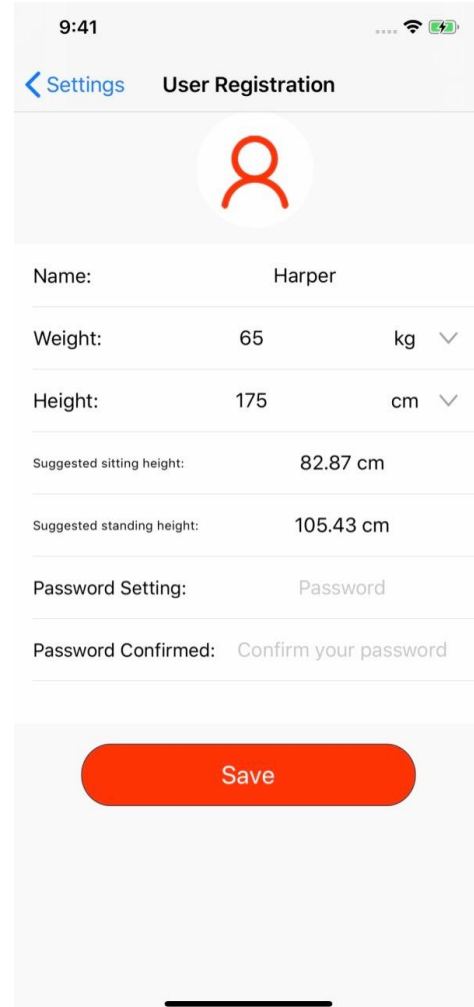 9:41
Settings User Registration
Name: Harper
Weight: 65 kg
Height: 175 cm
Suggested sitting height: 82.87 cm
Suggested standing height: 105.43 cm
Password Setting: Password
Password Confirmed: Confirm your password
Save